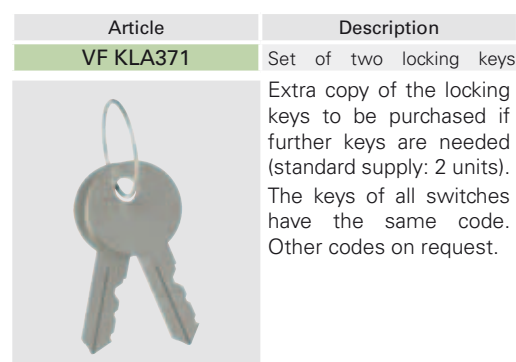 Article
Description
VF KLA371
Set of two locking keys
Extra copy of the locking
keys to be purchased if
further keys are needed
(standard supply: 2 units).
The keys of all switches
have the same code.
Other codes on request.